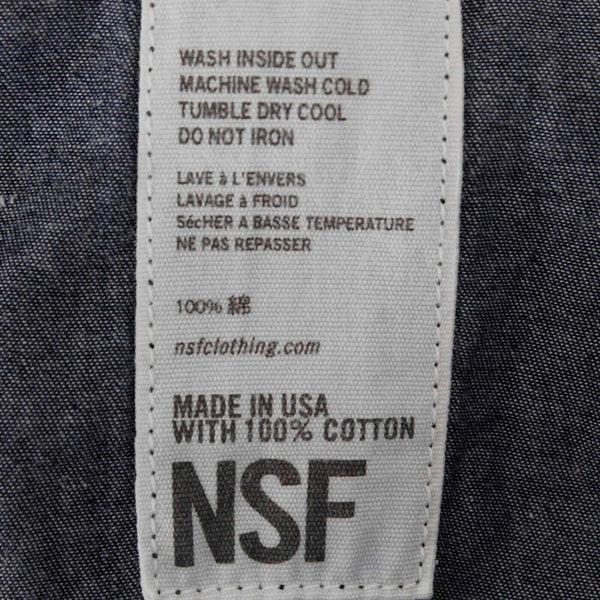 WASH INSIDE OUT
MACHINE WASH COLD
TUMBLE DRY COOL
DO NOT IRON
LAVE à L'ENVERS
LAVAGE à FROID
SécHER A BASSE TEMPERATURE
NE PAS REPASSER
100% 綿
nsfclothing.com
MADE IN USA
WITH 100% COTTON
NSF